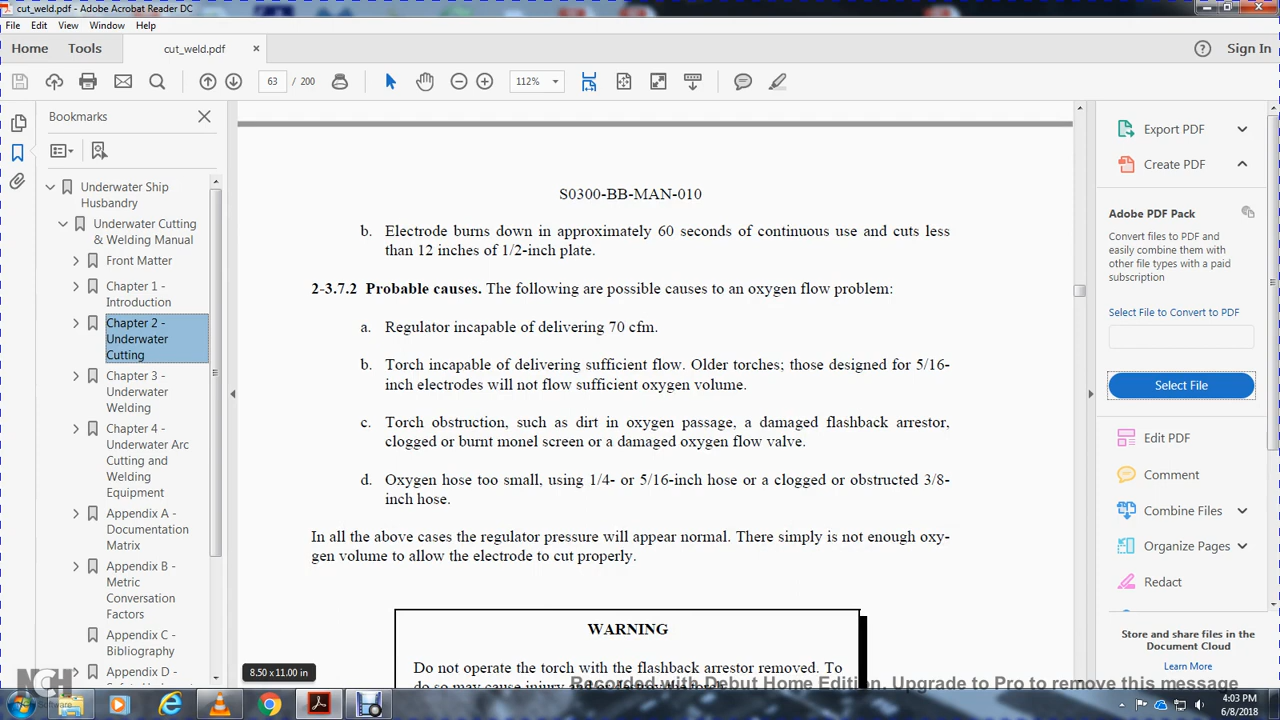 cut_weld.pdf - Adobe Acrobat Reader DC
File Edit View Window Help
Home Tools cut_weld.pdf × Sign In
63 / 200 112%
Bookmarks
Underwater Ship
Husbandry
Underwater Cutting
& Welding Manual
Front Matter
Chapter 1 -
Introduction
Chapter 2 -
Underwater
Cutting
Chapter 3 -
Underwater
Welding
Chapter 4 -
Underwater Arc
Cutting and
Welding
Equipment
Appendix A -
Documentation
Matrix
Appendix B -
Metric
Conversation
Factors
Appendix C -
Bibliography
Appendix D -
S0300-BB-MAN-010
b. Electrode burns down in approximately 60 seconds of continuous use and cuts less
than 12 inches of 1/2-inch plate.
2-3.7.2 Probable causes. The following are possible causes to an oxygen flow problem:
a. Regulator incapable of delivering 70 cfm.
b. Torch incapable of delivering sufficient flow. Older torches; those designed for 5/16-
inch electrodes will not flow sufficient oxygen volume.
c. Torch obstruction, such as dirt in oxygen passage, a damaged flashback arrestor,
clogged or burnt monel screen or a damaged oxygen flow valve.
d. Oxygen hose too small, using 1/4- or 5/16-inch hose or a clogged or obstructed 3/8-
inch hose.
In all the above cases the regulator pressure will appear normal. There simply is not enough oxy-
gen volume to allow the electrode to cut properly.
WARNING
Do not operate the torch with the flashback arrestor removed. To
do so may cause injury
8.50 x 11.00 in
Export PDF
Create PDF
Adobe PDF Pack
Convert files to PDF and
easily combine them with
other file types with a paid
subscription
Select File to Convert to PDF
Select File
Edit PDF
Comment
Combine Files
Organize Pages
Redact
Store and share files in the
Document Cloud
Learn More
Recorded with Debut Home Edition. Upgrade to Pro to remove this message
NCH
Software
4:03 PM
6/8/2018